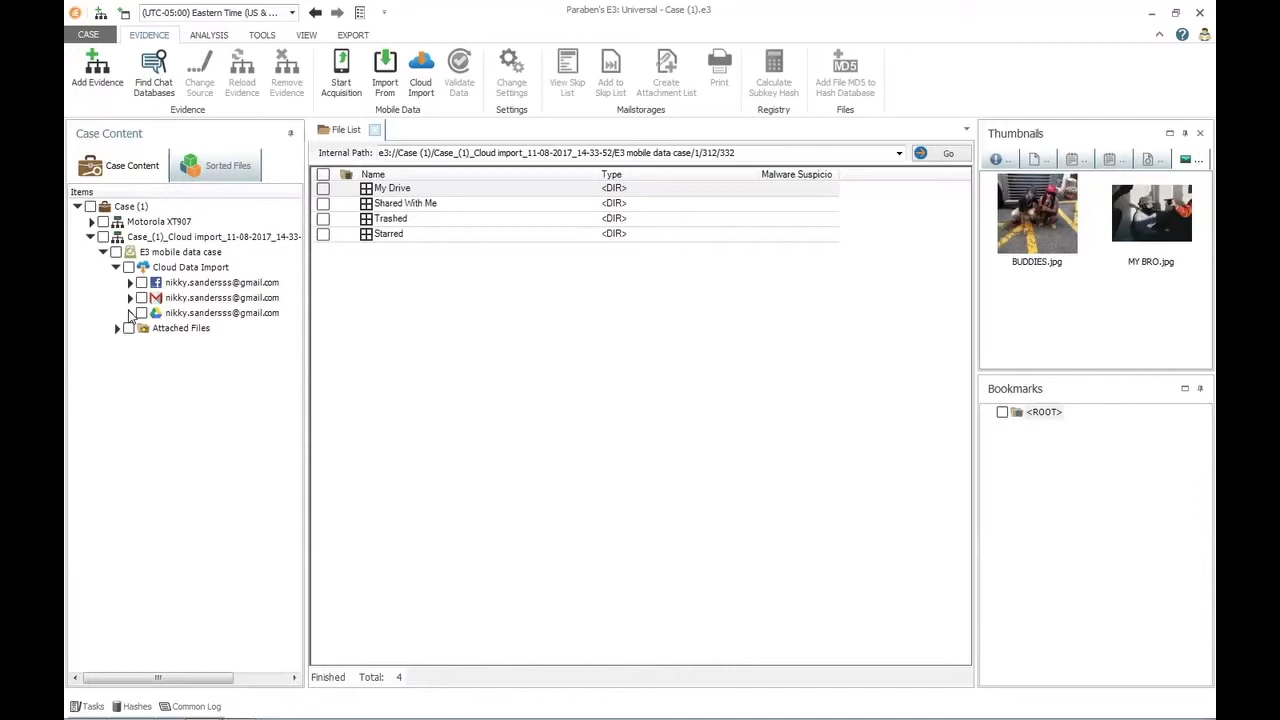 (UTC-05:00) Eastern Time (US & ...
Paraben's E3: Universal - Case (1).e3
CASE
EVIDENCE
ANALYSIS
TOOLS
VIEW
EXPORT
Add Evidence
Find Chat Databases
Change Source
Reload Evidence
Remove Evidence
Evidence
Start Acquisition
Import From
Cloud Import
Validate Data
Mobile Data
Change Settings
Settings
View Skip List
Add to Skip List
Create Attachment List
Print
Mailstorages
Calculate Subkey Hash
Registry
MD5
Add File MD5 to Hash Database
Files
Case Content
Case Content
Sorted Files
Items
Case (1)
Motorola XT907
Case_(1)_Cloud import_11-08-2017_14-33-
E3 mobile data case
Cloud Data Import
nikky.sandersss@gmail.com
nikky.sandersss@gmail.com
nikky.sandersss@gmail.com
Attached Files
File List
Internal Path: e3://Case (1)/Case_(1)_Cloud import_11-08-2017_14-33-52/E3 mobile data case/1/312/332
Go
Name Type Malware Suspicio
My Drive <DIR>
Shared With Me <DIR>
Trashed <DIR>
Starred <DIR>
Finished Total: 4
Thumbnails
BUDDIES.jpg
MY BRO.jpg
Bookmarks
<ROOT>
Tasks
Hashes
Common Log